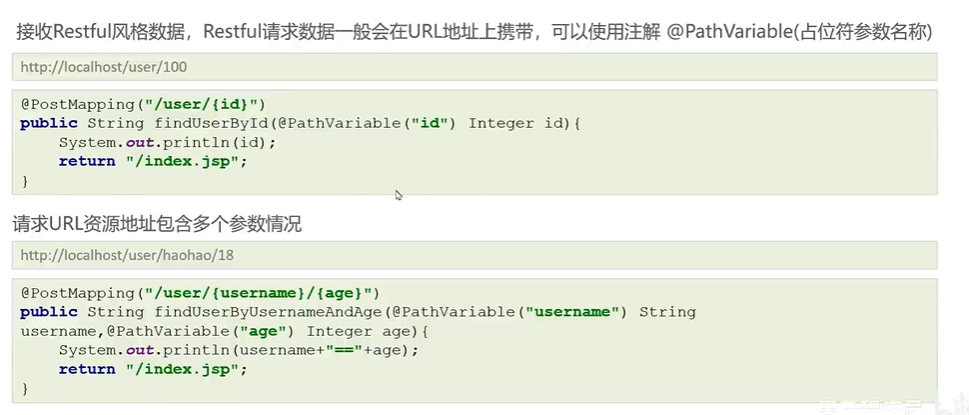 接收Restful风格数据，Restful请求数据一般会在URL地址上携带，可以使用注解 @PathVariable(占位符参数名称)
http://localhost/user/100
@PostMapping("/user/{id}")
public String findUserById(@PathVariable("id") Integer id){
    System.out.println(id);
    return "/index.jsp";
}
请求URL资源地址包含多个参数情况
http://localhost/user/haohao/18
@PostMapping("/user/{username}/{age}")
public String findUserByUsernameAndAge(@PathVariable("username") String
username,@PathVariable("age") Integer age){
    System.out.println(username+"=="+age);
    return "/index.jsp";
}